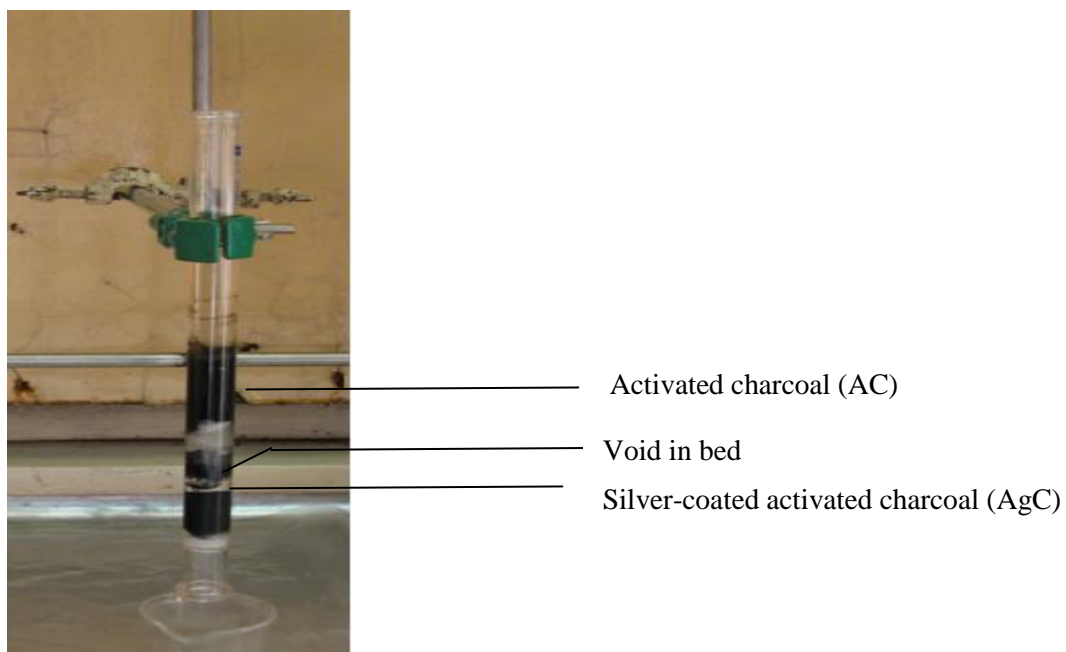 Activated charcoal (AC)
Void in bed
Silver-coated activated charcoal (AgC)